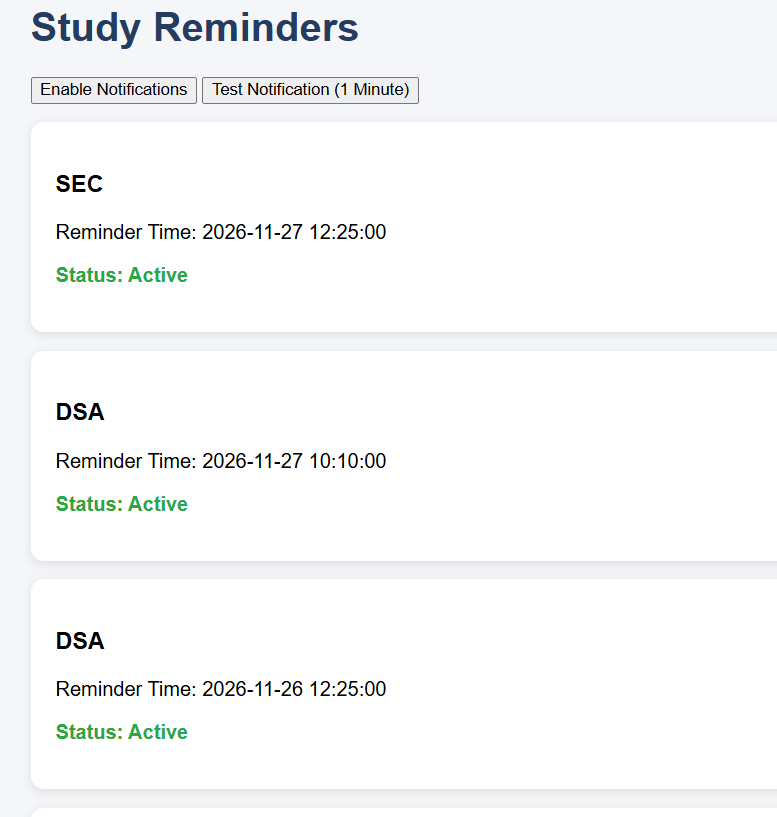 Study Reminders
Enable Notifications Test Notification (1 Minute)
SEC
Reminder Time: 2026-11-27 12:25:00
Status: Active
DSA
Reminder Time: 2026-11-27 10:10:00
Status: Active
DSA
Reminder Time: 2026-11-26 12:25:00
Status: Active